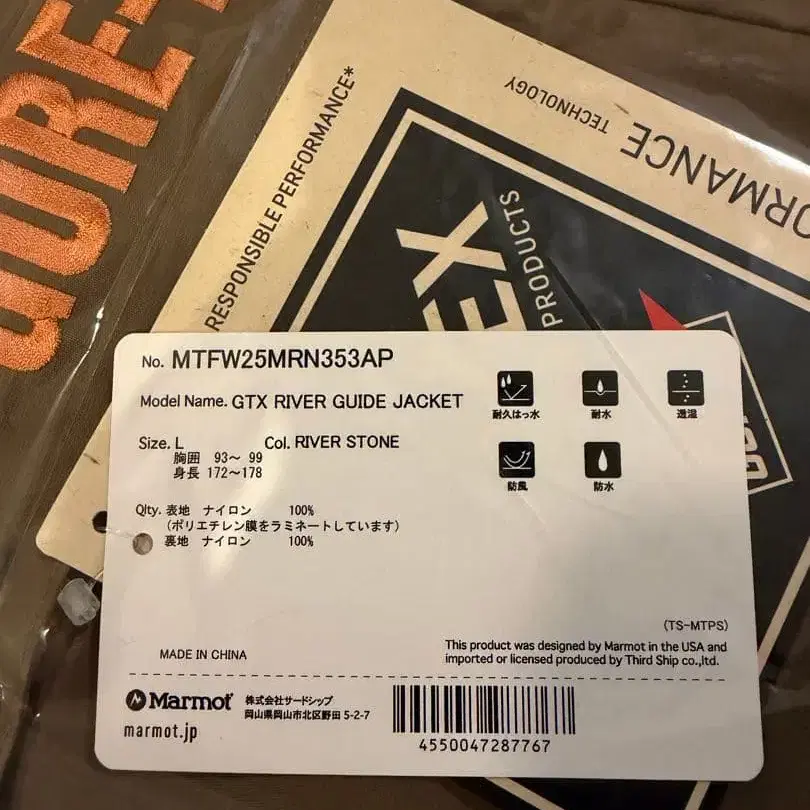 RESPONSIBLE PERFORMANCE*
ORMANCE TECHNOLOGY
EX
PRODUCTS
No. MTFW25MRN353AP
Model Name. GTX RIVER GUIDE JACKET
Size. L Col. RIVER STONE
胸囲 93～ 99
身長 172～178
耐久はっ水 耐水 透湿
防風 防水
Qlty. 表地 ナイロン 100%
(ポリエチレン膜をラミネートしています)
裏地 ナイロン 100%
(TS-MTPS)
MADE IN CHINA
This product was designed by Marmot in the USA and
imported or licensed produced by Third Ship co.,ltd.
Marmot 株式会社サードシップ
岡山県岡山市北区野田 5-2-7
marmot.jp
4550047287767